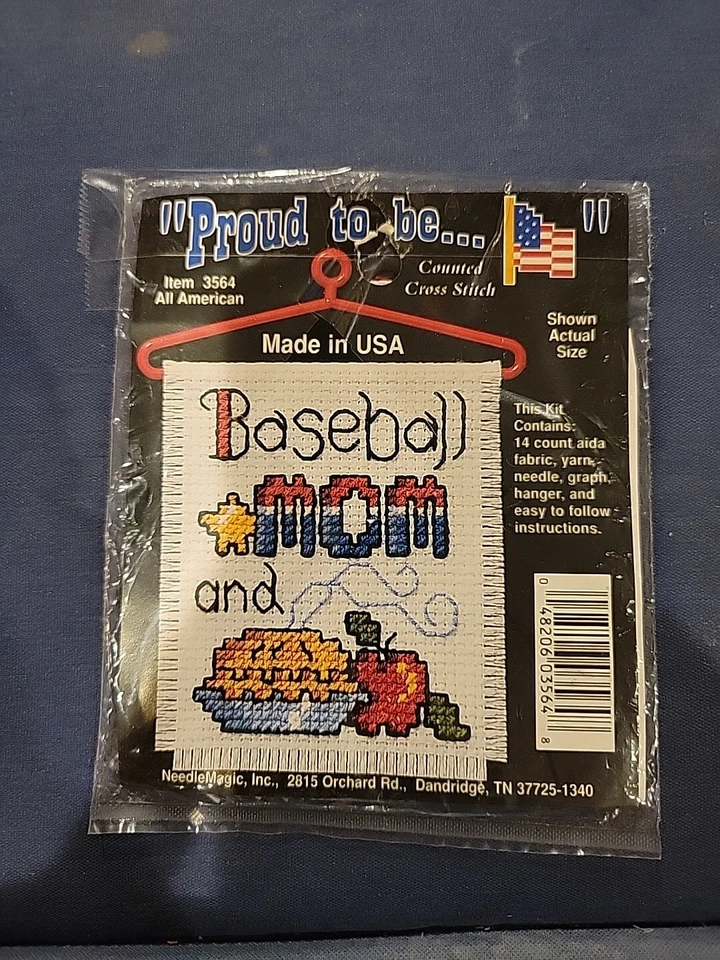 "Proud to be... "
Counted
Cross Stitch
Item 3564
All American
Made in USA
Shown
Actual
Size
Baseball
MOM
and
This Kit
Contains:
14 count aida
fabric, yarn,
needle, graph,
hanger, and
easy to follow
instructions.
0 48206 03564 8
NeedleMagic, Inc., 2815 Orchard Rd., Dandridge, TN 37725-1340